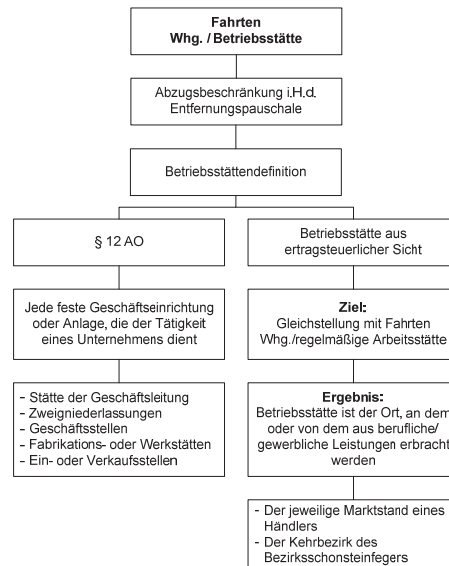 Fahrten
Whg. / Betriebsstätte
Abzugsbeschränkung i.H.d.
Entfernungspauschale
Betriebsstättendefinition
§ 12 AO
Jede feste Geschäftseinrichtung
oder Anlage, die der Tätigkeit
eines Unternehmens dient
- Stätte der Geschäftsleitung
- Zweigniederlassungen
- Geschäftsstellen
- Fabrikations- oder Werkstätten
- Ein- oder Verkaufsstellen
Betriebsstätte aus
ertragsteuerlicher Sicht
Ziel:
Gleichstellung mit Fahrten
Whg./regelmäßige Arbeitsstätte
Ergebnis:
Betriebsstätte ist der Ort, an dem
oder von dem aus berufliche/
gewerbliche Leistungen erbracht
werden
- Der jeweilige Marktstand eines
Händlers
- Der Kehrbezirk des
Bezirksschonsteinfegers